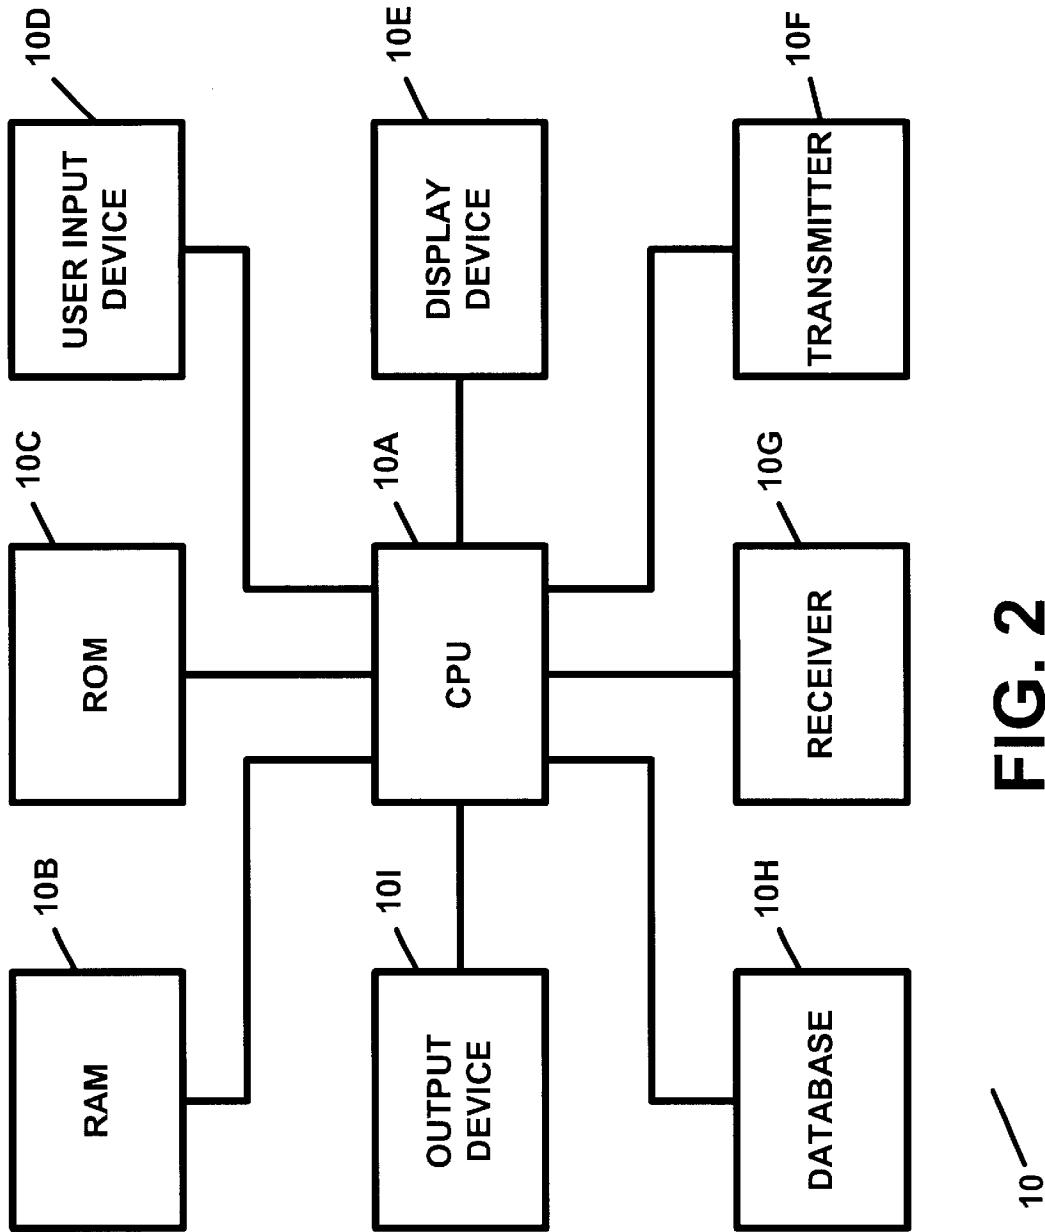 10B
RAM
10C
ROM
10D
USER INPUT
DEVICE
10I
OUTPUT
DEVICE
10A
CPU
10E
DISPLAY
DEVICE
10H
DATABASE
10G
RECEIVER
10F
TRANSMITTER
10
FIG. 2